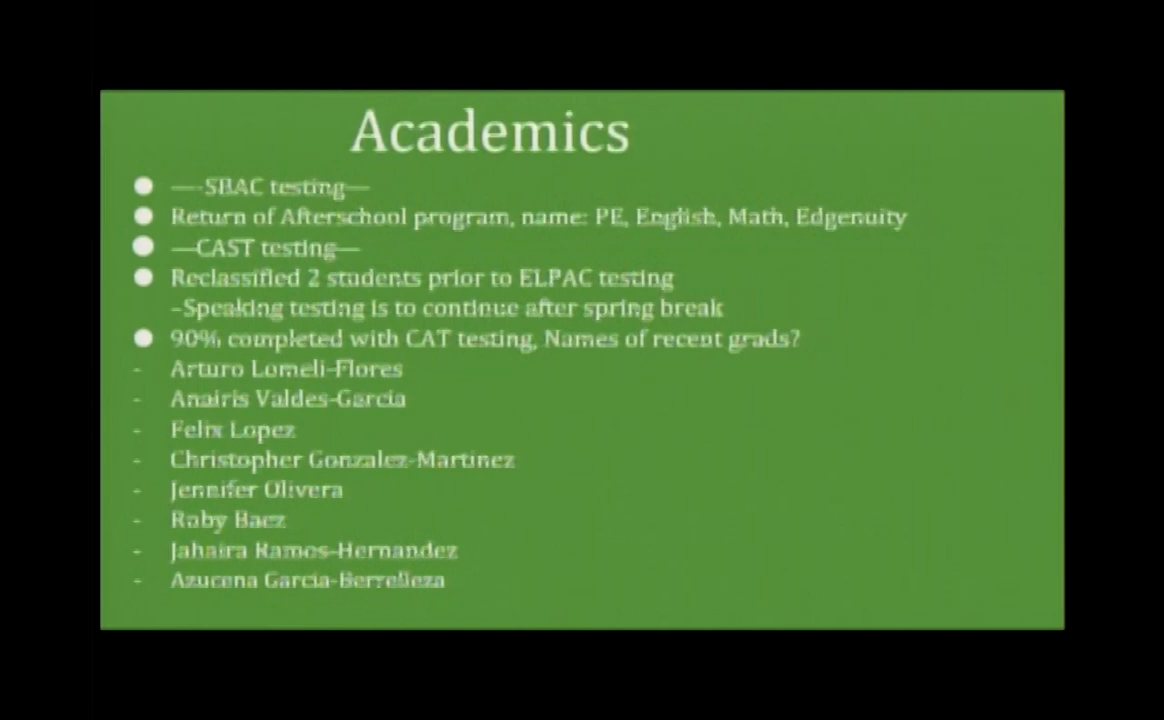 Academics
● —-SBAC testing—
● Return of Afterschool program, name: PE, English, Math, Edgenuity
● —CAST testing—
● Reclassified 2 students prior to ELPAC testing
-Speaking testing is to continue after spring break
● 90% completed with CAT testing, Names of recent grads?
- Arturo Lomeli-Flores
- Anairis Valdes-Garcia
- Felix Lopez
- Christopher Gonzalez-Martinez
- Jennifer Olivera
- Baez
- Jahaira Ramos-Hernandez
- Azucena Garcia-Berrelleza